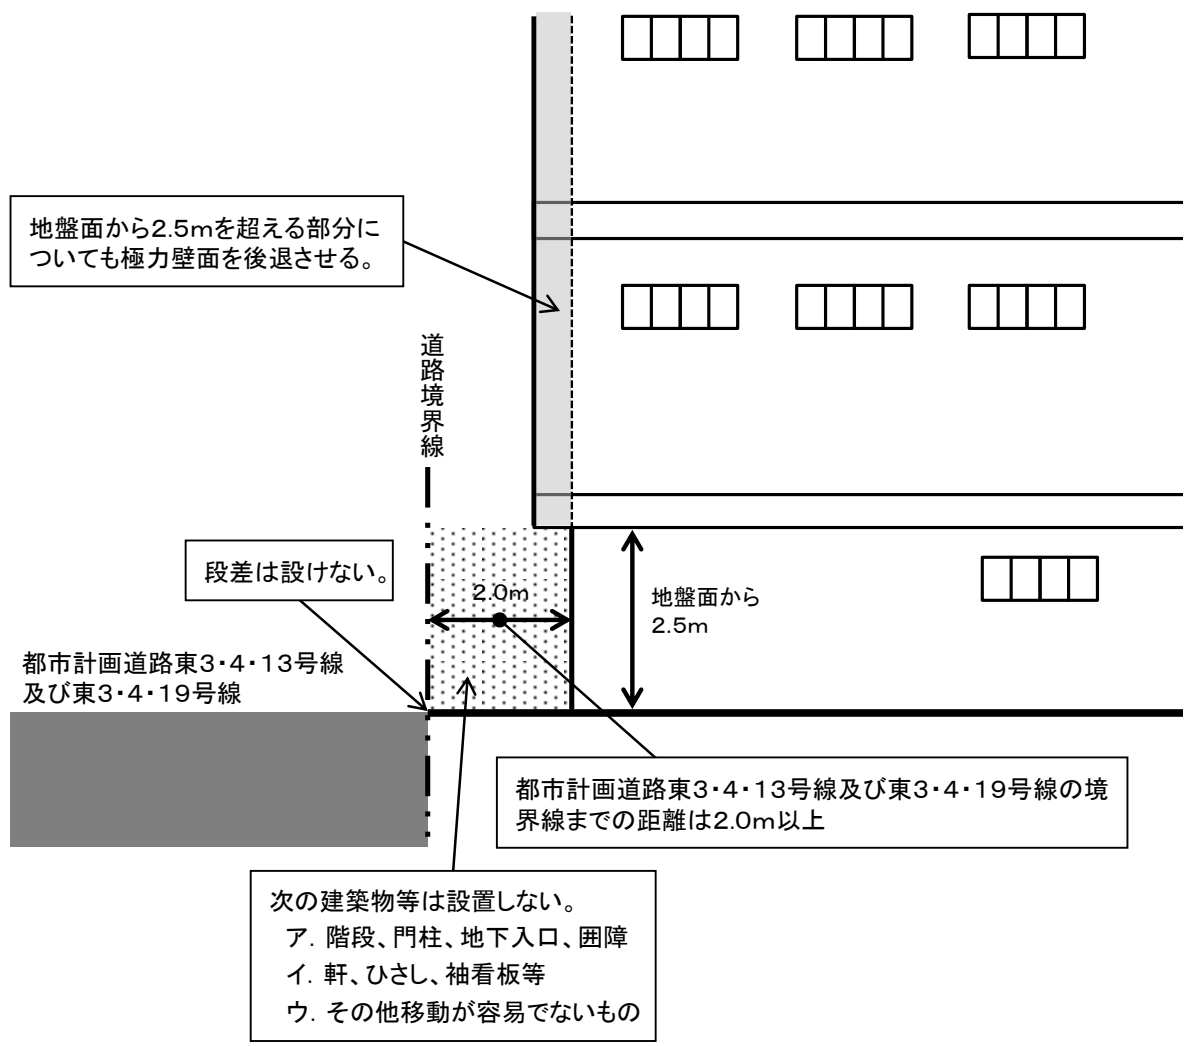 地盤面から2.5mを超える部分に
ついても極力壁面を後退させる。
道路境界線
段差は設けない。
2.0m
地盤面から
2.5m
都市計画道路東3・4・13号線
及び東3・4・19号線
都市計画道路東3・4・13号線及び東3・4・19号線の境
界線までの距離は2.0m以上
次の建築物等は設置しない。
ア. 階段、門柱、地下入口、囲障
イ. 軒、ひさし、袖看板等
ウ. その他移動が容易でないもの